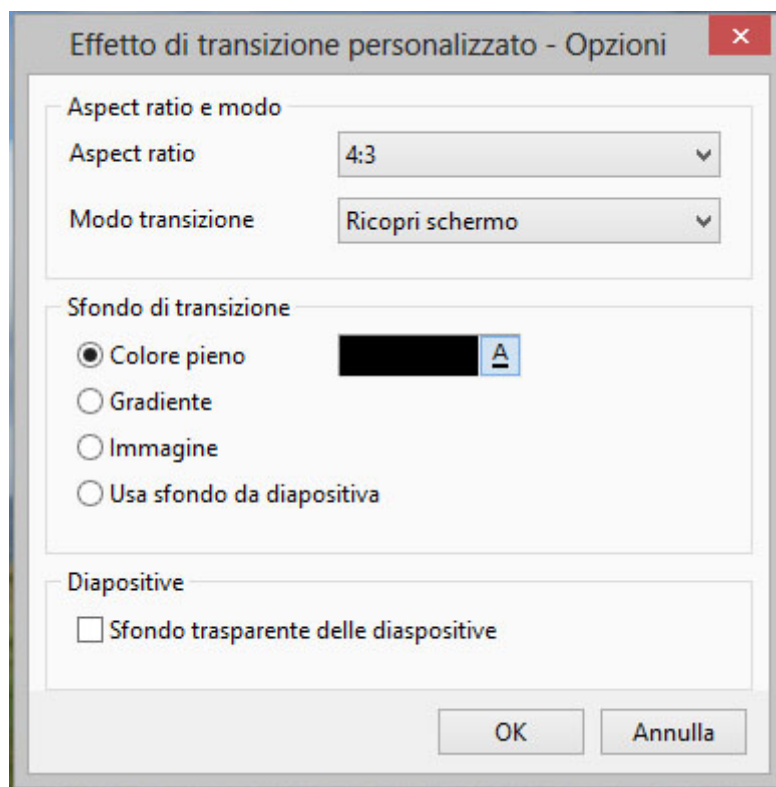 Effetto di transizione personalizzato - Opzioni
Aspect ratio e modo
Aspect ratio 4:3
Modo transizione Ricopri schermo
Sfondo di transizione
Colore pieno A
Gradiente
Immagine
Usa sfondo da diapositiva
Diapositive
Sfondo trasparente delle diaspositive
OK Annulla